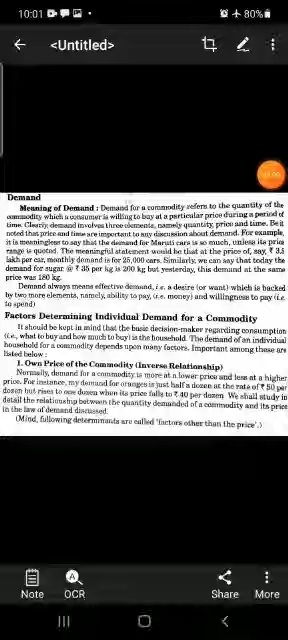 10:01
80%
<Untitled>
Demand
Meaning of Demand : Demand for a commodity refers to the quantity of the
commodity which a consumer is willing to buy at a particular price during a period of
time. Clearly, demand involves three elements, namely quantity, price and time. Be it
noted that price and time are important to any discussion about demand. For example,
it is meaningless to say that the demand for Maruti cars is so much, unless its price
range is quoted. The meaningful statement would be that at the price of, say, ₹ 3.5
lakh per car, monthly demand is for 25,000 cars. Similarly, we can say that today the
demand for sugar @ ₹ 35 per kg is 200 kg but yesterday, this demand at the same
price was 180 kg.
Demand always means effective demand, i.e. a desire (or want) which is backed
by two more elements, namely, ability to pay, (i.e. money) and willingness to pay (i.e.
to spend)
Factors Determining Individual Demand for a Commodity
It should be kept in mind that the basic decision-maker regarding consumption
(i.e., what to buy and how much to buy) is the household. The demand of an individual
household for a commodity depends upon many factors. Important among these are
listed below :
1. Own Price of the Commodity (Inverse Relationship)
Normally, demand for a commodity is more at a lower price and less at a higher
price. For instance, my demand for oranges is just half a dozen at the rate of ₹ 50 per
dozen but rises to one dozen when its price falls to ₹ 40 per dozen. We shall study in
detail the relationship between the quantity demanded of a commodity and its price
in the law of demand discussed.
(Mind, following determinants are called 'factors other than the price'.)
Note
OCR
Share
More